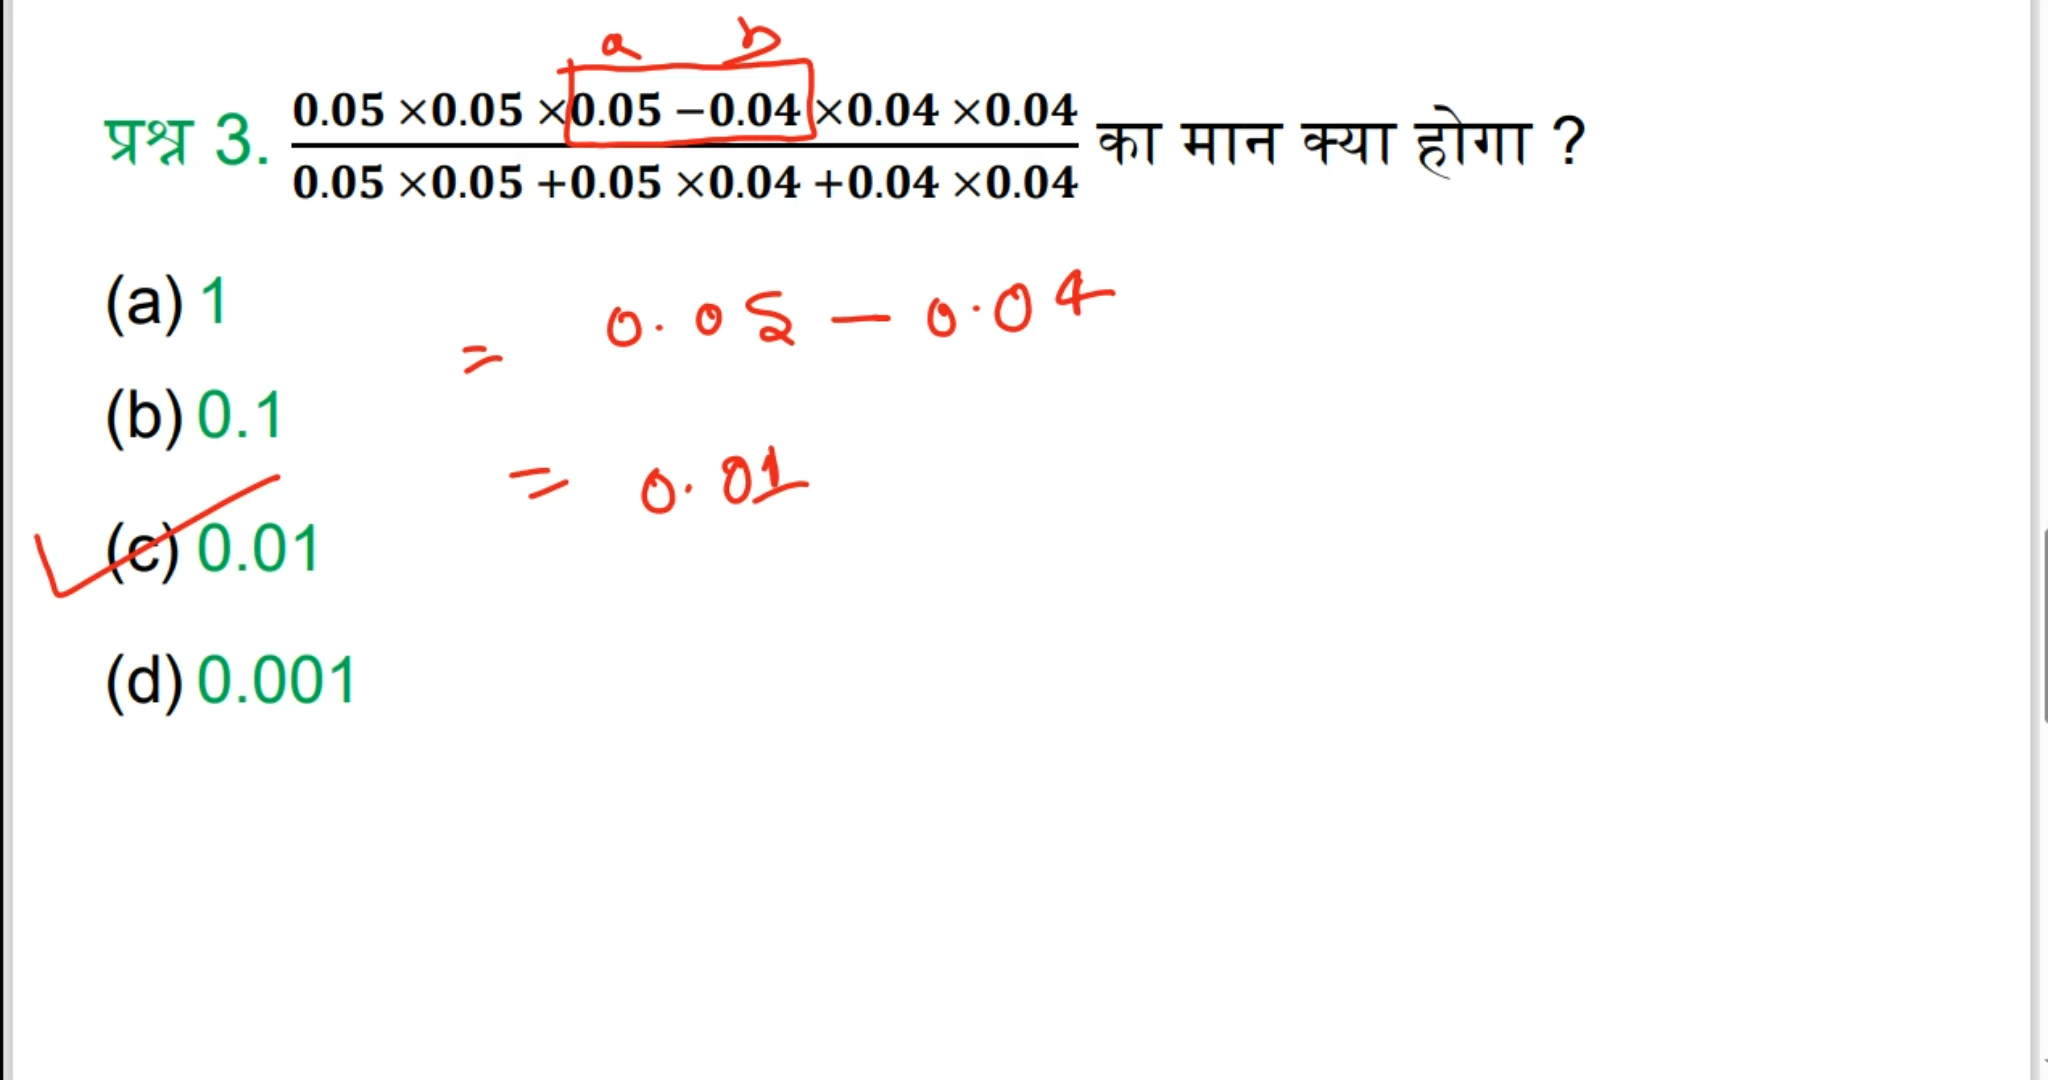 a b
प्रश्न 3. 0.05 ×0.05 ×0.05 −0.04 ×0.04 ×0.04 का मान क्या होगा ?
0.05 ×0.05 +0.05 ×0.04 +0.04 ×0.04
(a) 1
= 0.05 − 0.04
(b) 0.1
= 0.01
(c) 0.01
(d) 0.001